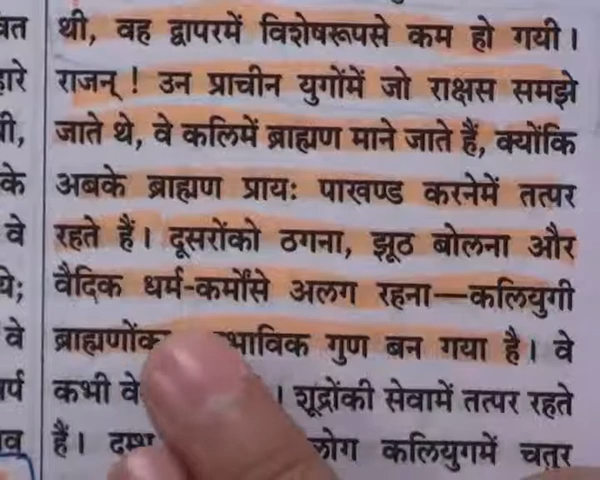 थी, वह द्वापरमें विशेषरूपसे कम हो गयी।
राजन्! उन प्राचीन युगोंमें जो राक्षस समझे
जाते थे, वे कलिमें ब्राह्मण माने जाते हैं, क्योंकि
अबके ब्राह्मण प्रायः पाखण्ड करनेमें तत्पर
रहते हैं। दूसरोंको ठगना, झूठ बोलना और
वैदिक धर्म-कर्मोंसे अलग रहना—कलियुगी
गुण बन गया है। वे
कभी । शूद्रोंकी सेवामें तत्पर रहते
हैं। लोग कलियुगमें चतुर
के
वे
वे